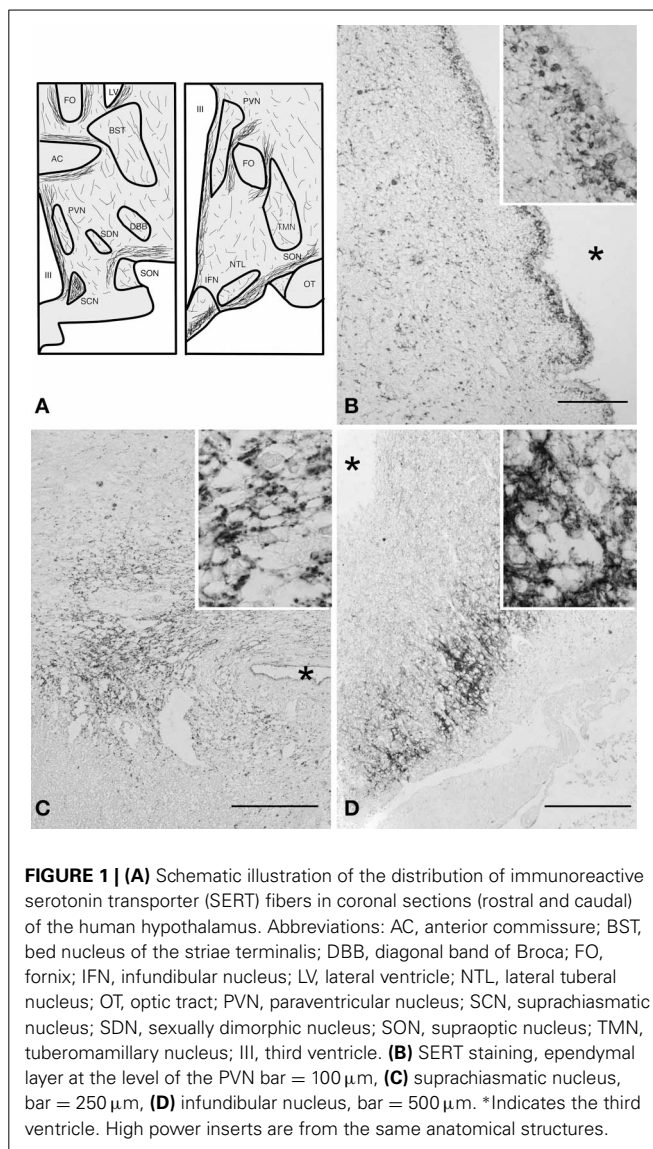 FO
LV
BST
AC
PVN
SDN
DBB
III
SCN
SON
III
PVN
FO
TMN
NTL
SON
IFN
OT
A
*
B
*
C
*
D
FIGURE 1 | (A) Schematic illustration of the distribution of immunoreactive
serotonin transporter (SERT) fibers in coronal sections (rostral and caudal)
of the human hypothalamus. Abbreviations: AC, anterior commissure; BST,
bed nucleus of the striae terminalis; DBB, diagonal band of Broca; FO,
fornix; IFN, infundibular nucleus; LV, lateral ventricle; NTL, lateral tuberal
nucleus; OT, optic tract; PVN, paraventricular nucleus; SCN, suprachiasmatic
nucleus; SDN, sexually dimorphic nucleus; SON, supraoptic nucleus; TMN,
tuberomamillary nucleus; III, third ventricle. (B) SERT staining, ependymal
layer at the level of the PVN bar = 100 μm, (C) suprachiasmatic nucleus,
bar = 250 μm, (D) infundibular nucleus, bar = 500 μm. *Indicates the third
ventricle. High power inserts are from the same anatomical structures.